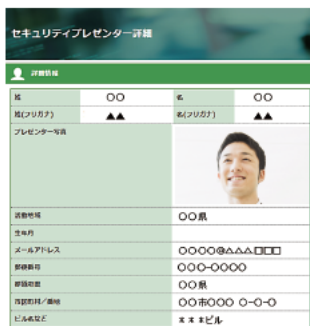 セキュリティプレゼンター詳細
詳細情報
姓 〇〇 名 〇〇
姓(フリガナ) ▲▲ 名(フリガナ) ▲▲
プレゼンター写真
活動地域 〇〇県
生年月
メールアドレス 〇〇〇〇@△△△.□□□
郵便番号 〇〇〇-〇〇〇〇
都道府県 〇〇県
市区町村/番地 〇〇市〇〇〇 〇-〇-〇
ビル名など * * *ビル